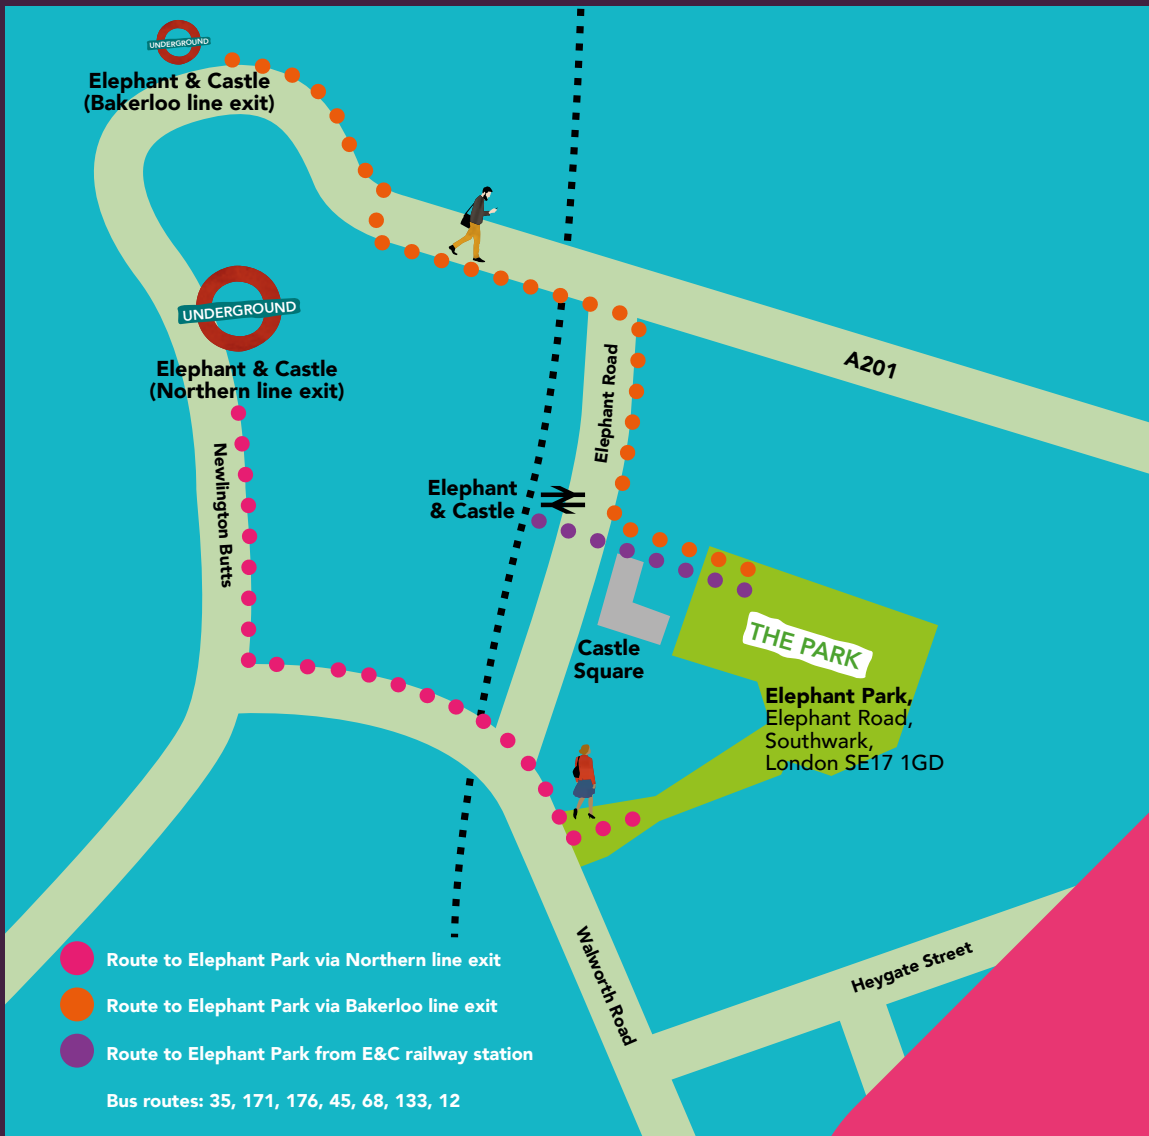 UNDERGROUND
Elephant & Castle
(Bakerloo line exit)
UNDERGROUND
Elephant & Castle
(Northern line exit)
A201
Elephant Road
Newlington Butts
Elephant
& Castle
THE PARK
Castle
Square
Elephant Park,
Elephant Road,
Southwark,
London SE17 1GD
Walworth Road
Heygate Street
Route to Elephant Park via Northern line exit
Route to Elephant Park via Bakerloo line exit
Route to Elephant Park from E&C railway station
Bus routes: 35, 171, 176, 45, 68, 133, 12